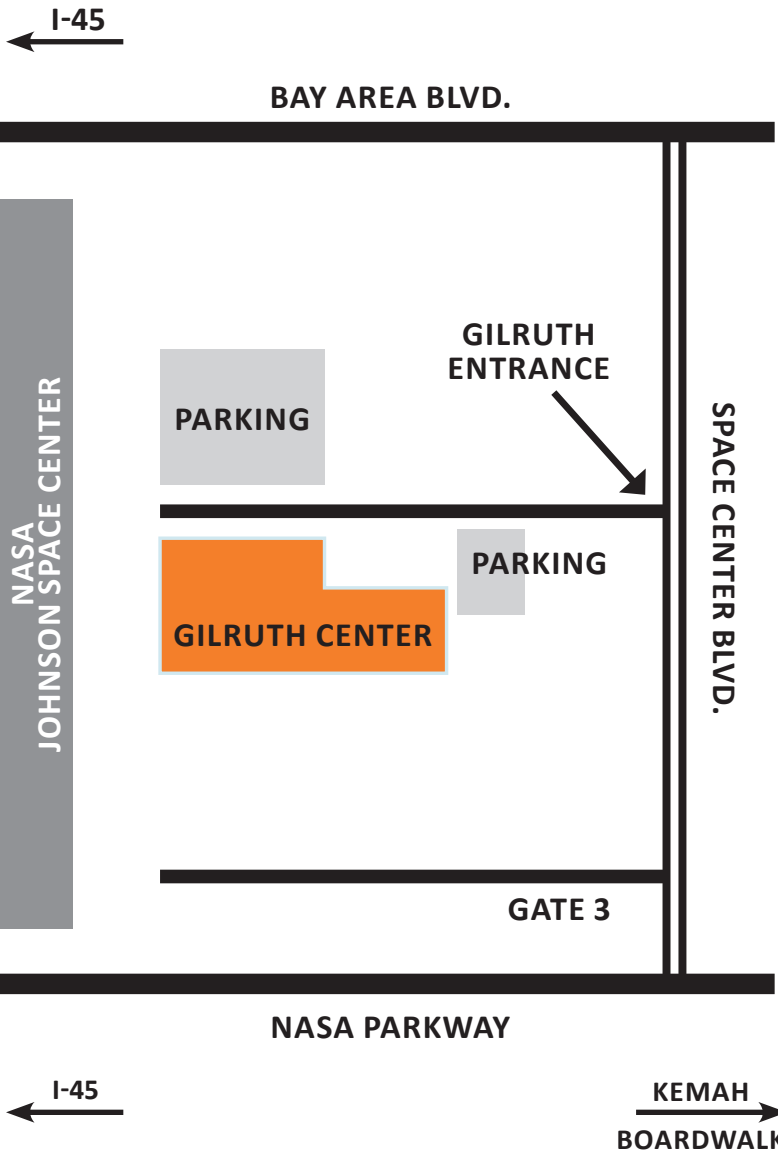 I-45
BAY AREA BLVD.
GILRUTH
ENTRANCE
PARKING
SPACE CENTER BLVD.
NASA
JOHNSON SPACE CENTER
PARKING
GILRUTH CENTER
GATE 3
NASA PARKWAY
I-45
KEMAH
BOARDWALK